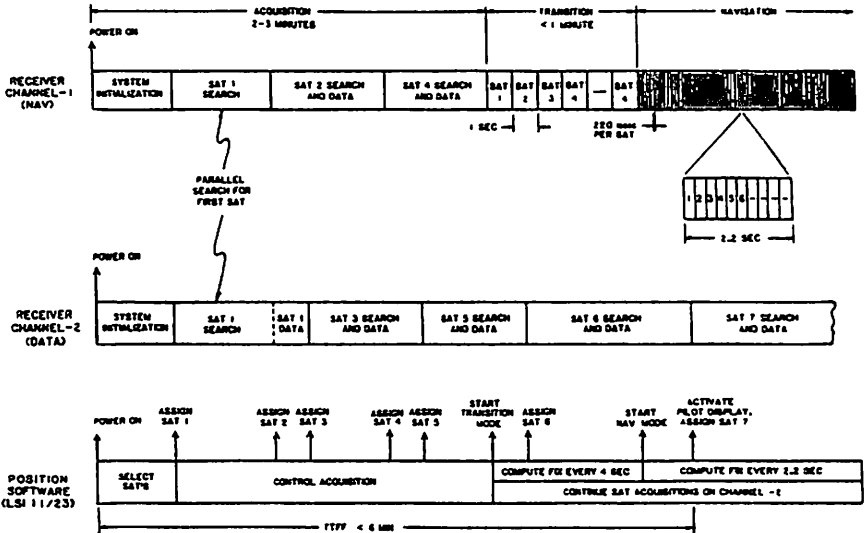 ACQUISITION
2-3 MINUTES
TRANSITION
< 1 MINUTE
NAVIGATION
POWER ON
RECEIVER
CHANNEL-1
(NAV)
SYSTEM
INITIALIZATION
SAT 1
SEARCH
SAT 2 SEARCH
AND DATA
SAT 4 SEARCH
AND DATA
SAT
1
SAT
2
SAT
3
SAT
4
—
SAT
4
1 SEC
220 msec
PER SAT
PARALLEL
SEARCH FOR
FIRST SAT
1 2 3 4 5 6 - - - -
2.2 SEC
POWER ON
RECEIVER
CHANNEL-2
(DATA)
SYSTEM
INITIALIZATION
SAT 1
SEARCH
SAT 1
DATA
SAT 3 SEARCH
AND DATA
SAT 5 SEARCH
AND DATA
SAT 6 SEARCH
AND DATA
SAT 7 SEARCH
AND DATA
POWER ON
ASSIGN
SAT 1
ASSIGN
SAT 2
ASSIGN
SAT 3
ASSIGN
SAT 4
ASSIGN
SAT 5
START
TRANSITION
MODE
ASSIGN
SAT 6
START
NAV MODE
ACTIVATE
PILOT DISPLAY,
ASSIGN SAT 7
POSITION
SOFTWARE
(LSI 11/23)
SELECT
SAT'S
CONTROL ACQUISITION
COMPUTE FIX EVERY 4 SEC
COMPUTE FIX EVERY 2.2 SEC
CONTINUE SAT ACQUISITIONS ON CHANNEL -2
TTFF < 6 MIN